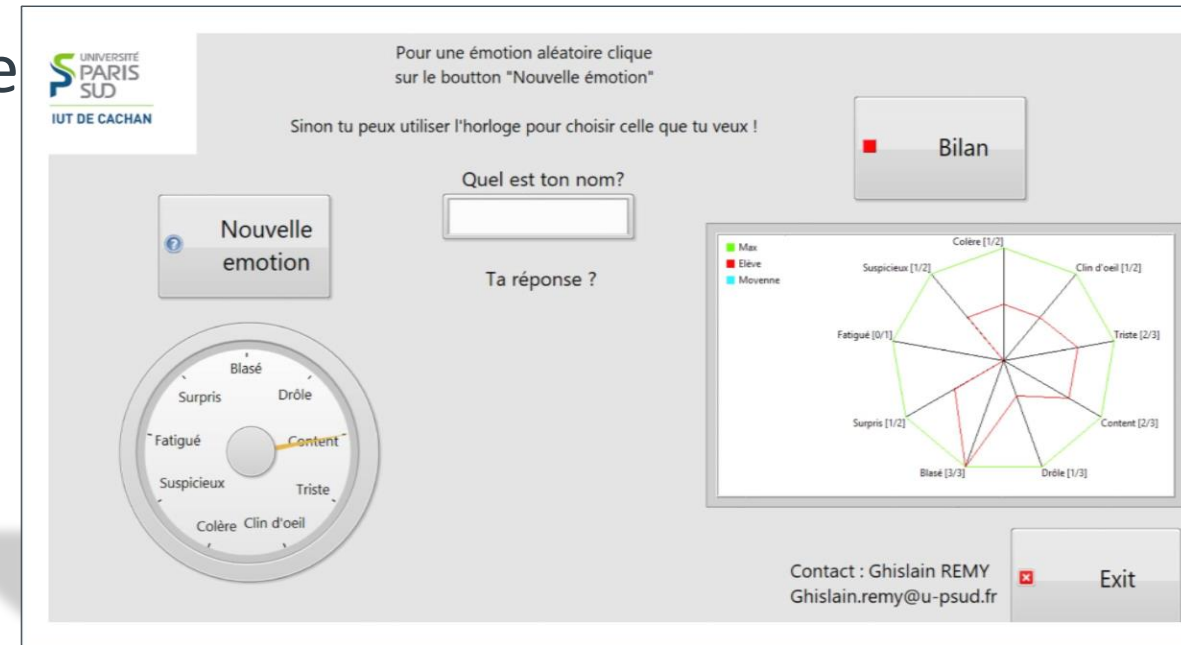 e
UNIVERSITÉ
PARIS
SUD
IUT DE CACHAN
Pour une émotion aléatoire clique
sur le boutton "Nouvelle émotion"
Sinon tu peux utiliser l'horloge pour choisir celle que tu veux !
Bilan
Quel est ton nom?
Nouvelle
emotion
Ta réponse ?
Blasé
Surpris
Drôle
Fatigué
Content
Suspicieux
Triste
Colère
Clin d'oeil
Max
Elève
Moyenne
Colère [1/2]
Suspicieux [1/2]
Clin d'oeil [1/2]
Fatigué [0/1]
Triste [2/3]
Surpris [1/2]
Content [2/3]
Blasé [3/3]
Drôle [1/3]
Contact : Ghislain REMY
Ghislain.remy@u-psud.fr
Exit